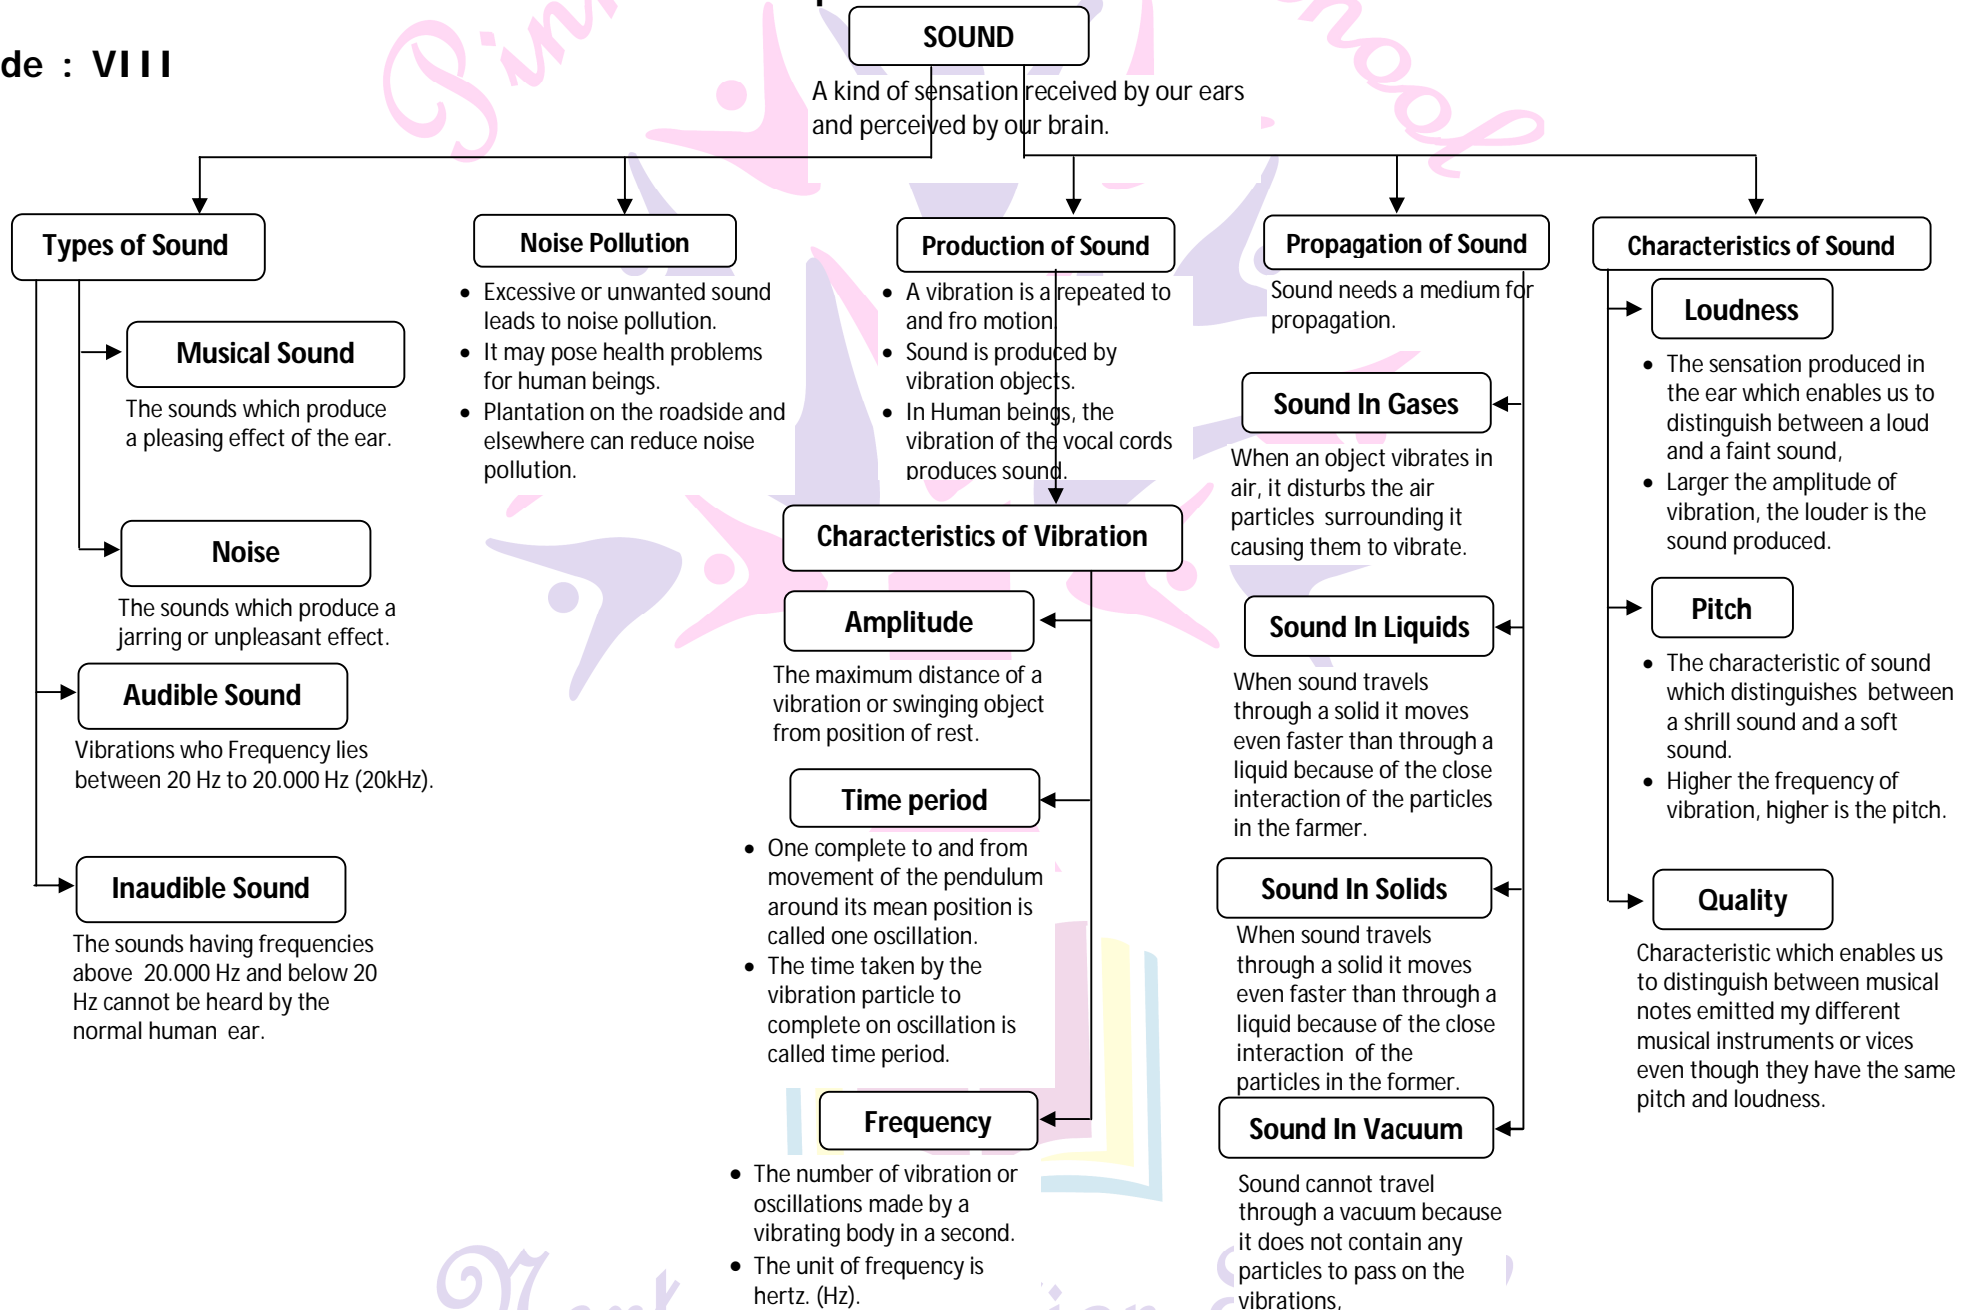 de : VIII
SOUND
A kind of sensation received by our ears
and perceived by our brain.
Types of Sound
Musical Sound
The sounds which produce
a pleasing effect of the ear.
Noise
The sounds which produce a
jarring or unpleasant effect.
Audible Sound
Vibrations who Frequency lies
between 20 Hz to 20.000 Hz (20kHz).
Inaudible Sound
The sounds having frequencies
above 20.000 Hz and below 20
Hz cannot be heard by the
normal human ear.
Noise Pollution
• Excessive or unwanted sound
leads to noise pollution.
• It may pose health problems
for human beings.
• Plantation on the roadside and
elsewhere can reduce noise
pollution.
Production of Sound
• A vibration is a repeated to
and fro motion.
• Sound is produced by
vibration objects.
• In Human beings, the
vibration of the vocal cords
produces sound.
Characteristics of Vibration
Amplitude
The maximum distance of a
vibration or swinging object
from position of rest.
Time period
• One complete to and from
movement of the pendulum
around its mean position is
called one oscillation.
• The time taken by the
vibration particle to
complete on oscillation is
called time period.
Frequency
• The number of vibration or
oscillations made by a
vibrating body in a second.
• The unit of frequency is
hertz. (Hz).
Propagation of Sound
Sound needs a medium for
propagation.
Sound In Gases
When an object vibrates in
air, it disturbs the air
particles surrounding it
causing them to vibrate.
Sound In Liquids
When sound travels
through a solid it moves
even faster than through a
liquid because of the close
interaction of the particles
in the farmer.
Sound In Solids
When sound travels
through a solid it moves
even faster than through a
liquid because of the close
interaction of the
particles in the former.
Sound In Vacuum
Sound cannot travel
through a vacuum because
it does not contain any
particles to pass on the
vibrations,
Characteristics of Sound
Loudness
• The sensation produced in
the ear which enables us to
distinguish between a loud
and a faint sound,
• Larger the amplitude of
vibration, the louder is the
sound produced.
Pitch
• The characteristic of sound
which distinguishes between
a shrill sound and a soft
sound.
• Higher the frequency of
vibration, higher is the pitch.
Quality
Characteristic which enables us
to distinguish between musical
notes emitted my different
musical instruments or vices
even though they have the same
pitch and loudness.